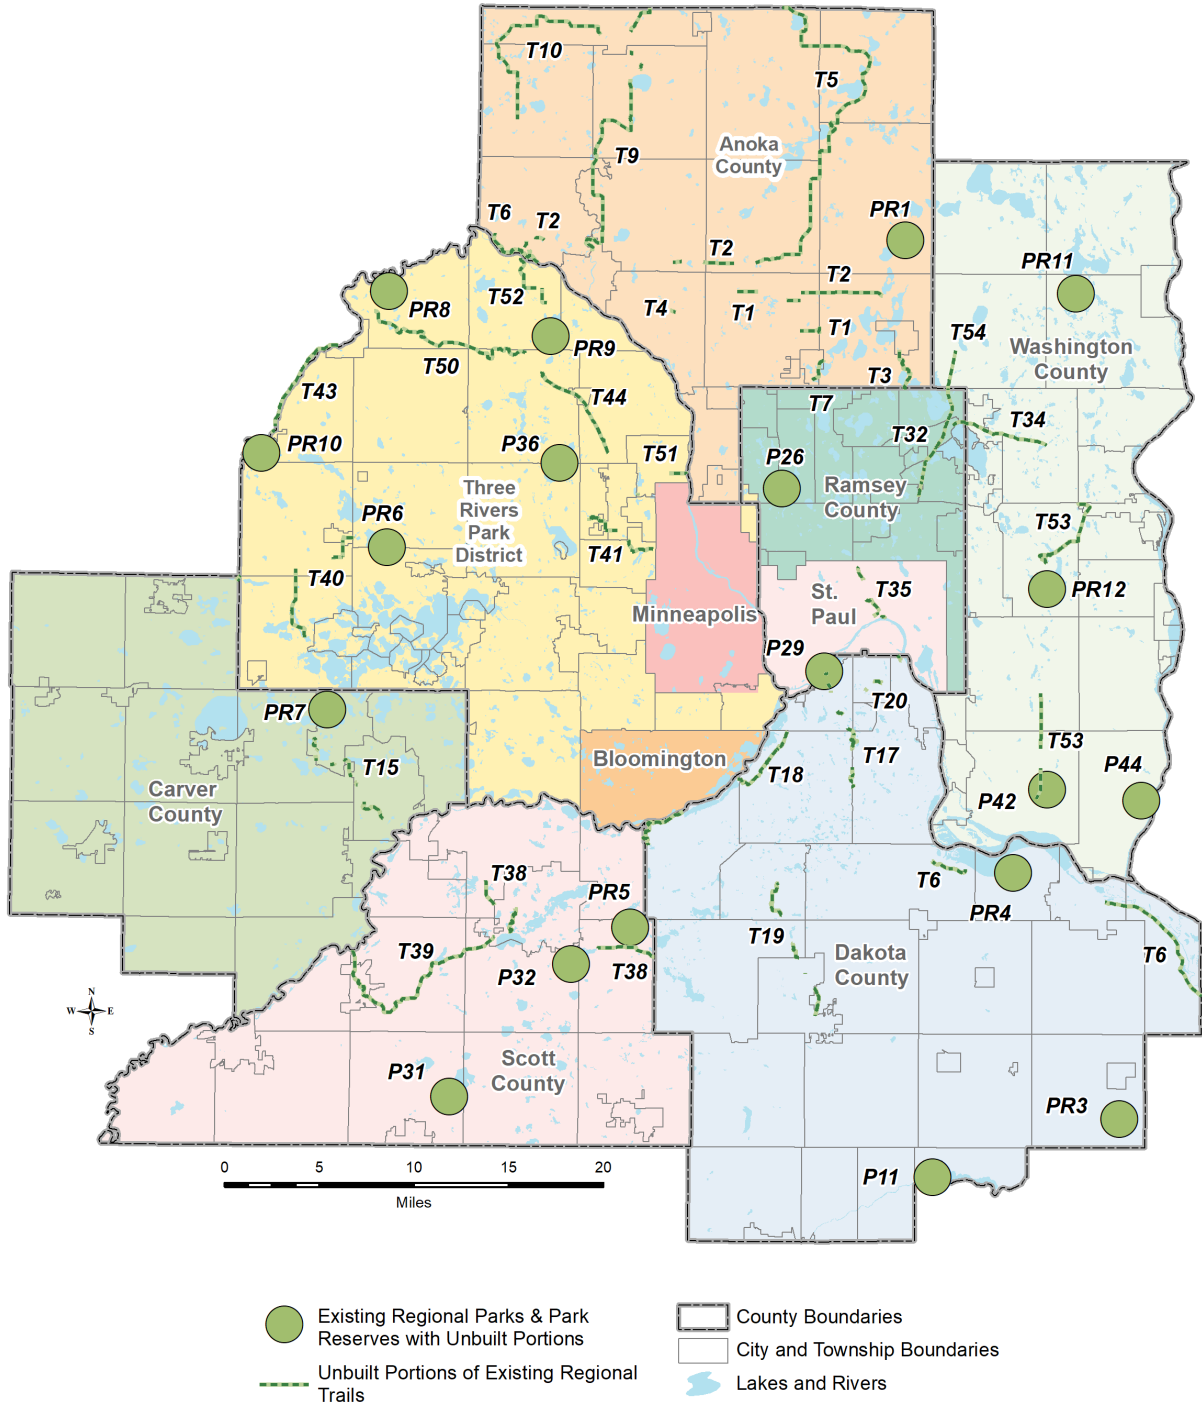 T10
T5
T9
Anoka
County
T6
T2
PR1
T2
PR11
T2
T52
PR8
T4
T1
T1
T54
PR9
Washington
County
T50
T3
T43
T44
T7
T34
T32
PR10
P36
T51
P26
Three
Rivers
Park
District
Ramsey
County
PR6
T53
T41
T40
St.
Paul
T35
PR12
Minneapolis
P29
T20
PR7
T53
T17
Bloomington
T15
T18
P44
Carver
County
P42
T38
T6
PR5
PR4
T39
T19
P32
T38
Dakota
County
T6
N
W
E
S
Scott
County
P31
PR3
P11
0
5
10
15
20
Miles
Existing Regional Parks & Park
Reserves with Unbuilt Portions
Unbuilt Portions of Existing Regional
Trails
County Boundaries
City and Township Boundaries
Lakes and Rivers